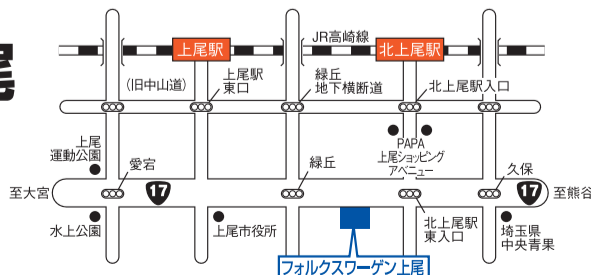 尾
上尾駅
JR高崎線
北上尾駅
(旧中山道)
上尾駅
東口
緑丘
地下横断道
北上尾駅入口
上尾
運動公園
愛宕
緑丘
PAPA
上尾ショッピング
アベニュー
久保
至大宮
17
17
至熊谷
水上公園
上尾市役所
北上尾駅
東入口
埼玉県
中央青果
フォルクスワーゲン上尾